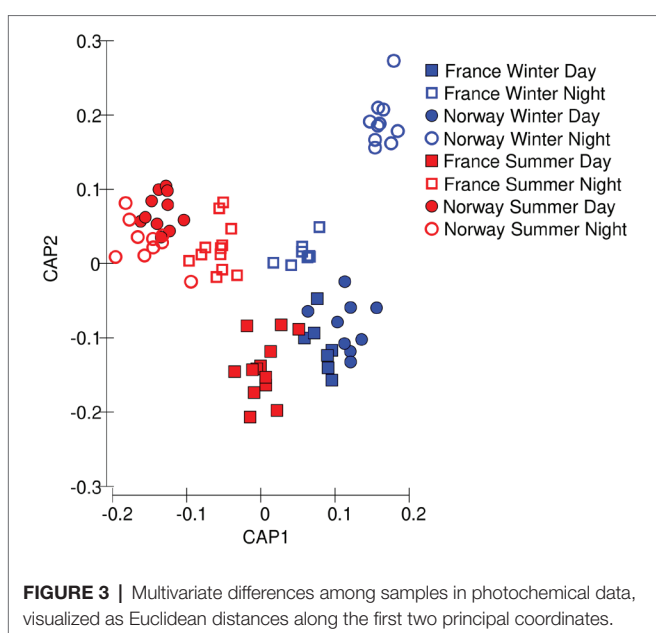 0.3
0.2
0.1
0
-0.1
-0.2
-0.3
CAP2
-0.2
-0.1
0
0.1
0.2
CAP1
France Winter Day
France Winter Night
Norway Winter Day
Norway Winter Night
France Summer Day
France Summer Night
Norway Summer Day
Norway Summer Night
FIGURE 3 | Multivariate differences among samples in photochemical data,
visualized as Euclidean distances along the first two principal coordinates.